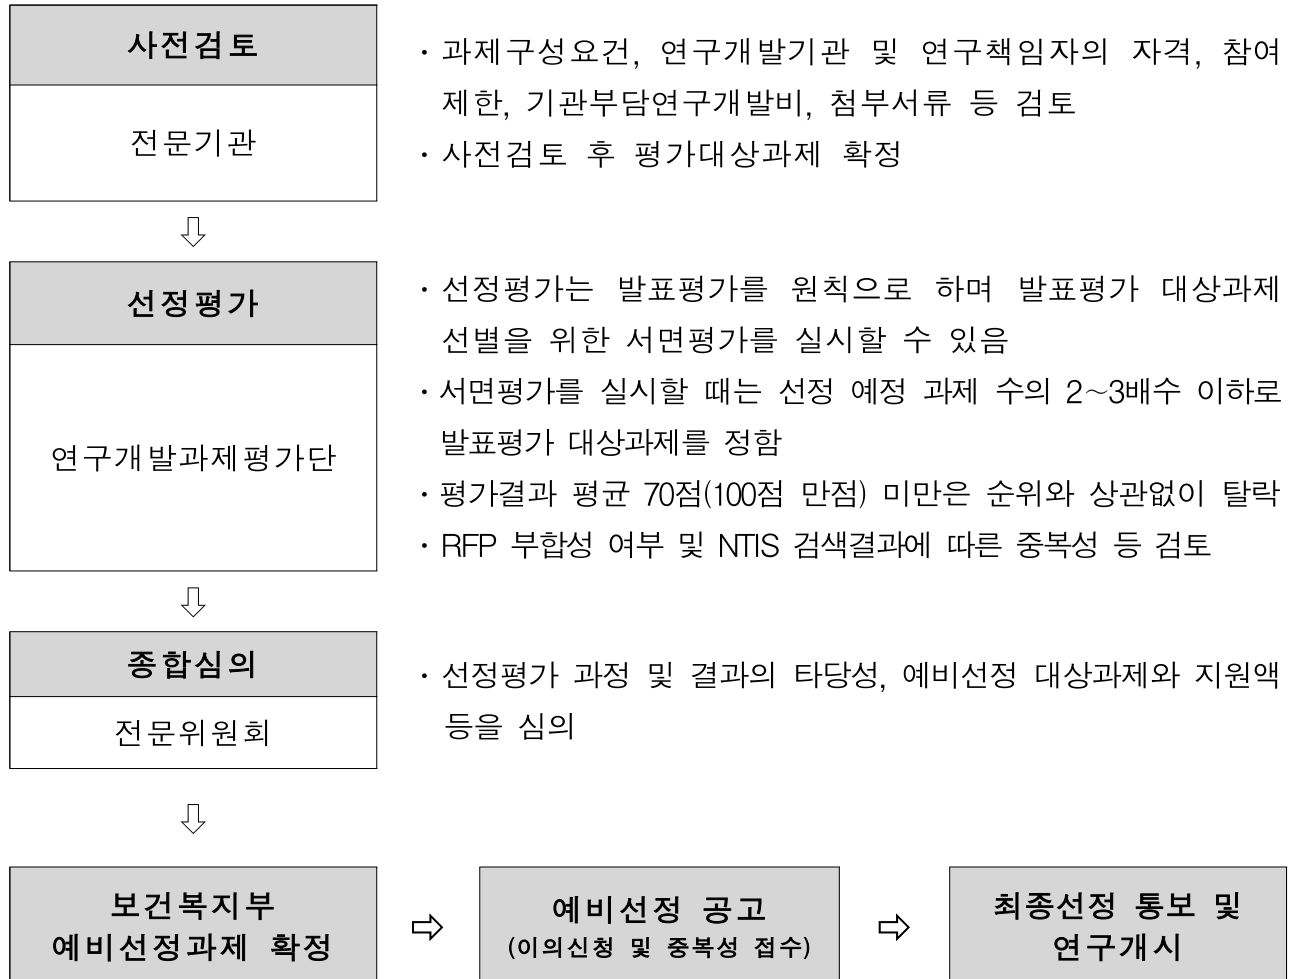 사전검토
전문기관
· 과제구성요건, 연구개발기관 및 연구책임자의 자격, 참여
제한, 기관부담연구개발비, 첨부서류 등 검토
· 사전검토 후 평가대상과제 확정
⇩
선정평가
연구개발과제평가단
· 선정평가는 발표평가를 원칙으로 하며 발표평가 대상과제
선별을 위한 서면평가를 실시할 수 있음
· 서면평가를 실시할 때는 선정 예정 과제 수의 2~3배수 이하로
발표평가 대상과제를 정함
· 평가결과 평균 70점(100점 만점) 미만은 순위와 상관없이 탈락
· RFP 부합성 여부 및 NTIS 검색결과에 따른 중복성 등 검토
⇩
종합심의
전문위원회
· 선정평가 과정 및 결과의 타당성, 예비선정 대상과제와 지원액
등을 심의
⇩
보건복지부
예비선정과제 확정
⇨
예비선정 공고
(이의신청 및 중복성 접수)
⇨
최종선정 통보 및
연구개시